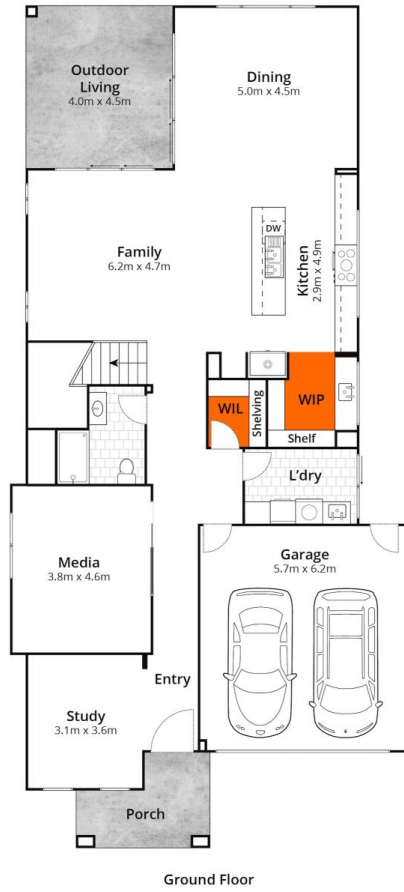 Outdoor
Living
4.0m x 4.5m
Dining
5.0m x 4.5m
Family
6.2m x 4.7m
DW
Kitchen
2.9m x 4.9m
WIL
Shelving
WIP
Shelf
L'dry
Media
3.8m x 4.6m
Garage
5.7m x 6.2m
Entry
Study
3.1m x 3.6m
Porch
Ground Floor